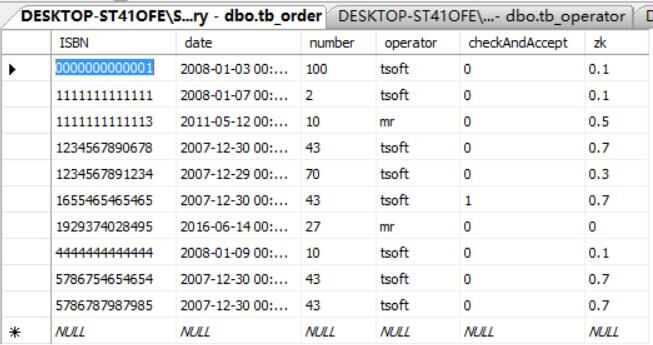 DESKTOP-ST41OFE\S...ry - dbo.tb_order DESKTOP-ST41OFE\...- dbo.tb_operator
ISBN date number operator checkAndAccept zk
0000000000001 2008-01-03 00:... 100 tsoft 0 0.1
1111111111111 2008-01-07 00:... 2 tsoft 0 0.1
1111111111113 2011-05-12 00:... 10 mr 0 0.5
1234567890678 2007-12-30 00:... 43 tsoft 0 0.7
1234567891234 2007-12-29 00:... 70 tsoft 0 0.3
1655465465465 2007-12-30 00:... 43 tsoft 1 0.7
1929374028495 2016-06-14 00:... 27 mr 0 0
4444444444444 2008-01-09 00:... 10 tsoft 0 0.1
5786754654654 2007-12-30 00:... 43 tsoft 0 0.7
5786787987985 2007-12-30 00:... 43 tsoft 0 0.7
NULL NULL NULL NULL NULL NULL